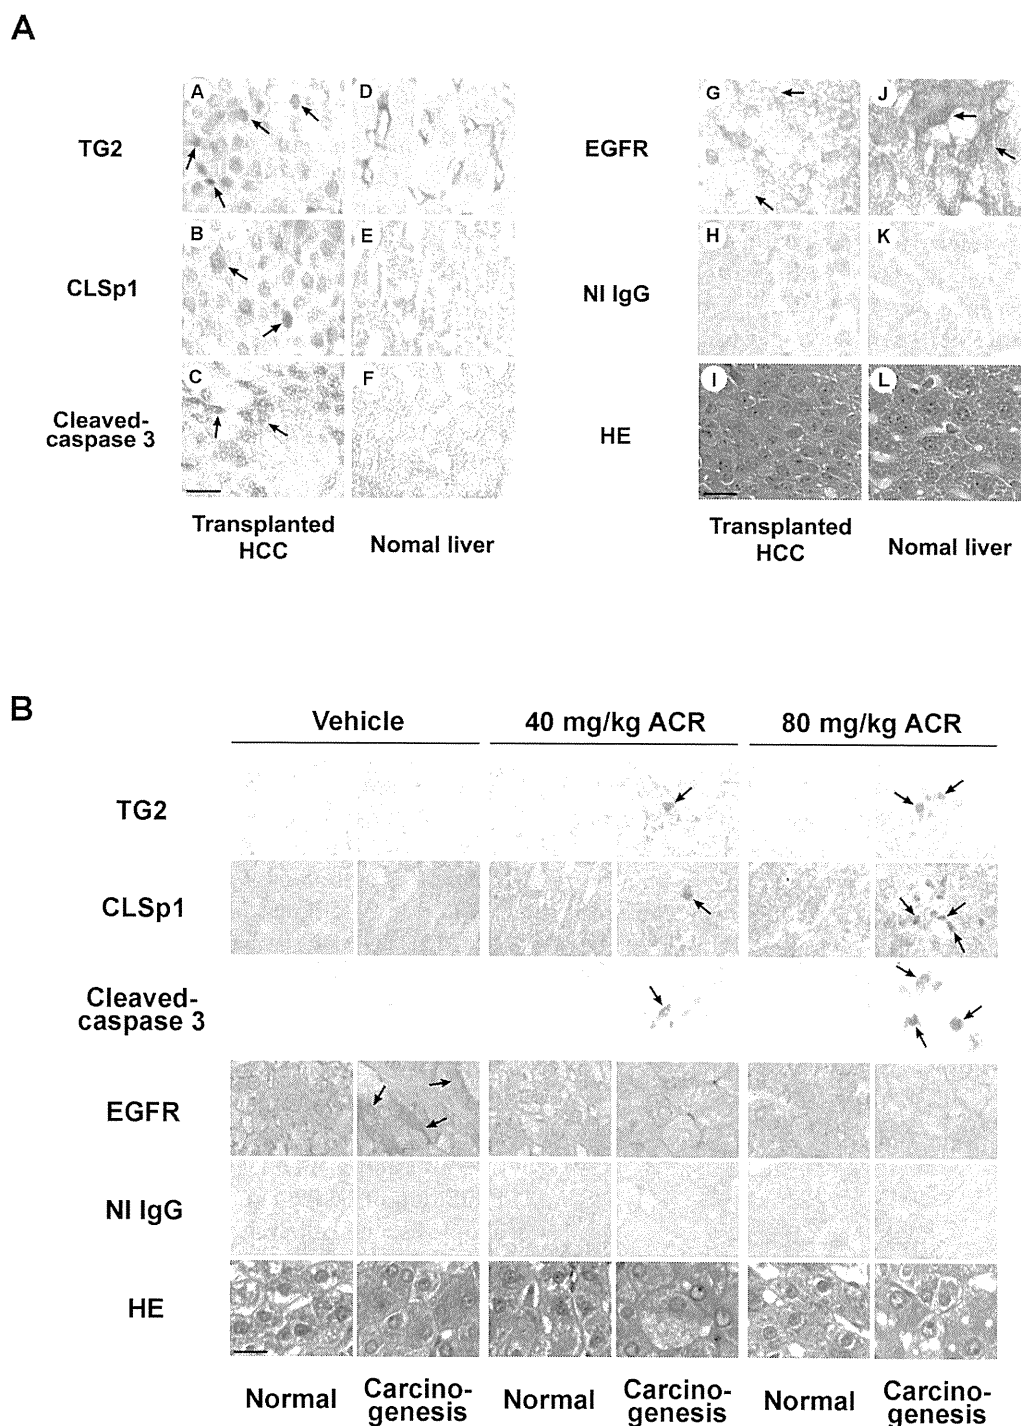 A
TG2
CLSp1
Cleaved-
caspase 3
A
D
B
E
C
F
Transplanted
HCC
Nomal liver
EGFR
NI IgG
HE
G
J
H
K
I
L
Transplanted
HCC
Nomal liver
B
Vehicle
40 mg/kg ACR
80 mg/kg ACR
TG2
CLSp1
Cleaved-
caspase 3
EGFR
NI IgG
HE
Normal
Carcino-
genesis
Normal
Carcino-
genesis
Normal
Carcino-
genesis